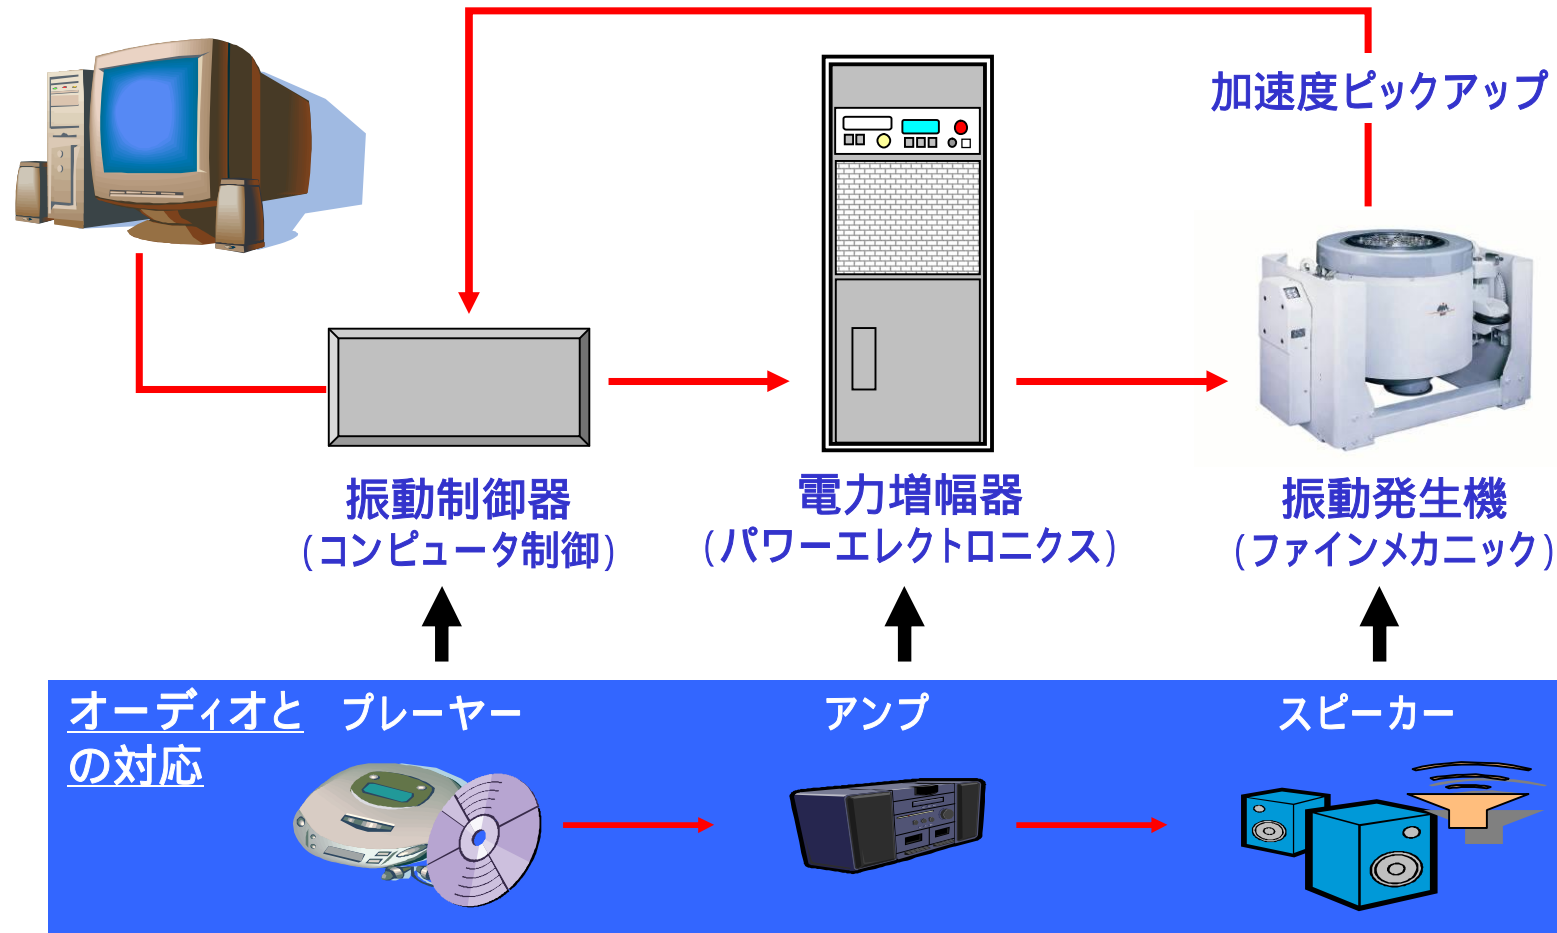 加速度ピックアップ
振動制御器
(コンピュータ制御)
電力増幅器
(パワーエレクトロニクス)
振動発生機
(ファインメカニック)
オーディオと
の対応
プレーヤー
アンプ
スピーカー